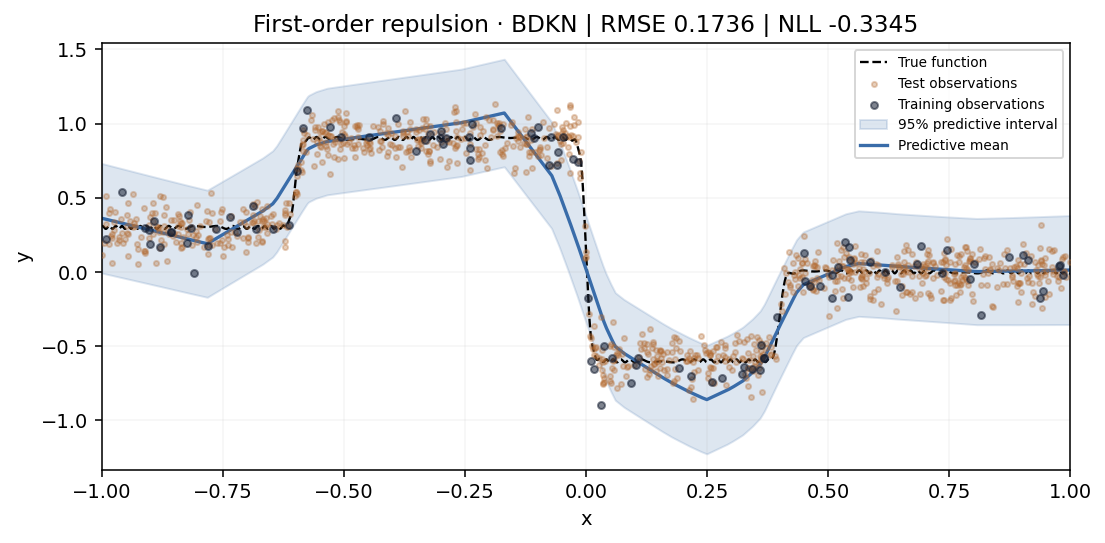 First-order repulsion · BDKN | RMSE 0.1736 | NLL -0.3345
True function
Test observations
Training observations
95% predictive interval
Predictive mean
1.5
1.0
0.5
0.0
−0.5
−1.0
y
−1.00 −0.75 −0.50 −0.25 0.00 0.25 0.50 0.75 1.00
x